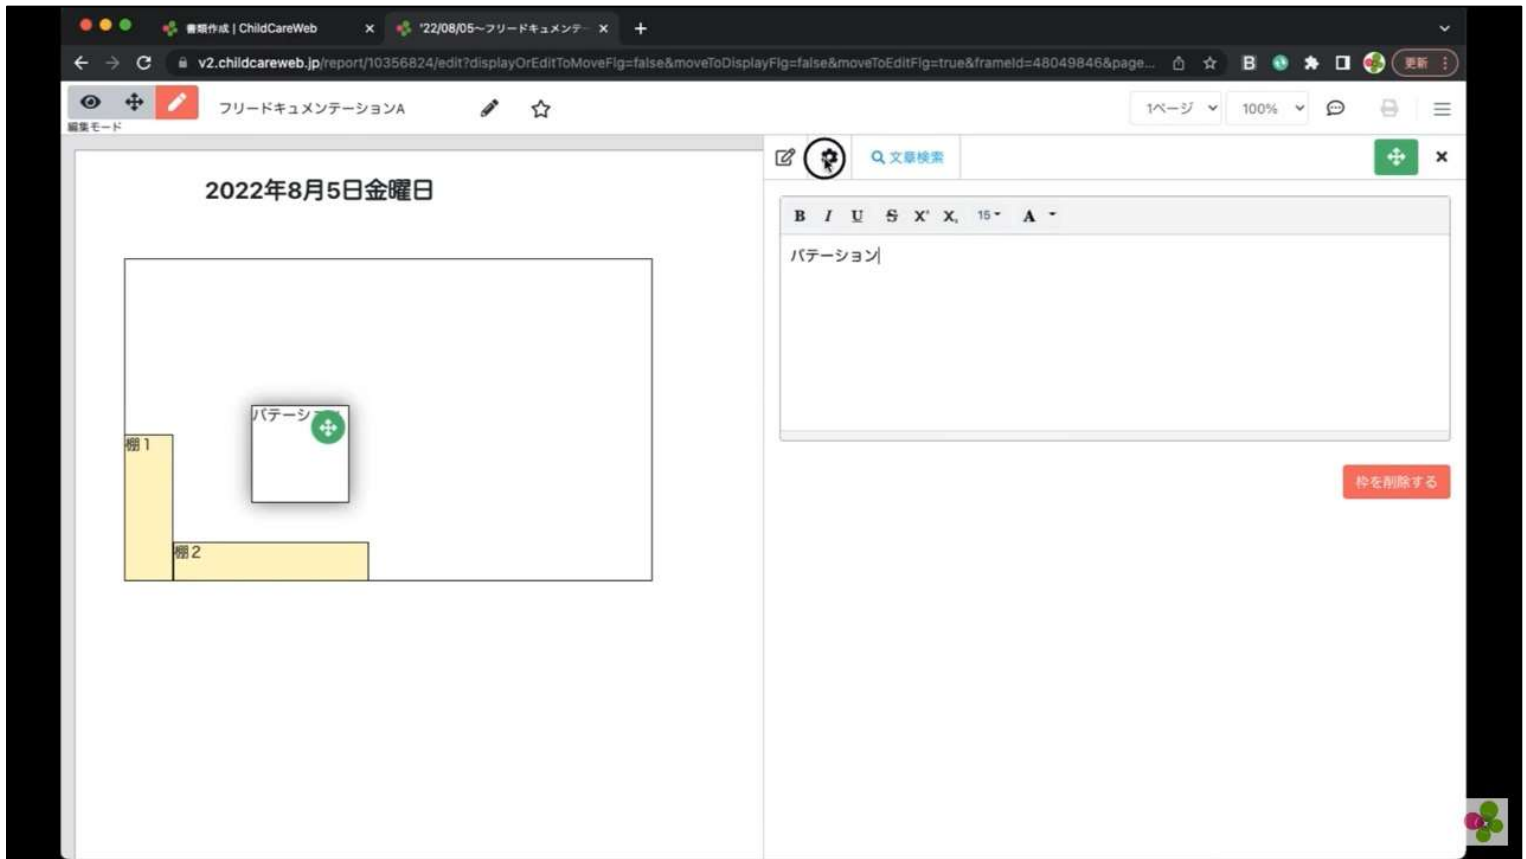 書類作成 | ChildCareWeb
'22/08/05〜フリードキュメンテ
v2.childcareweb.jp/report/10356824/edit?displayOrEditToMoveFlg=false&moveToDisplayFlg=false&moveToEditFlg=true&frameId=48049846&page...
更新
編集モード
フリードキュメンテーションA
1ページ
100%
文章検索
2022年8月5日金曜日
B I U S X² X, 15 A
パテーション
パテーシ
棚1
棚2
枠を削除する